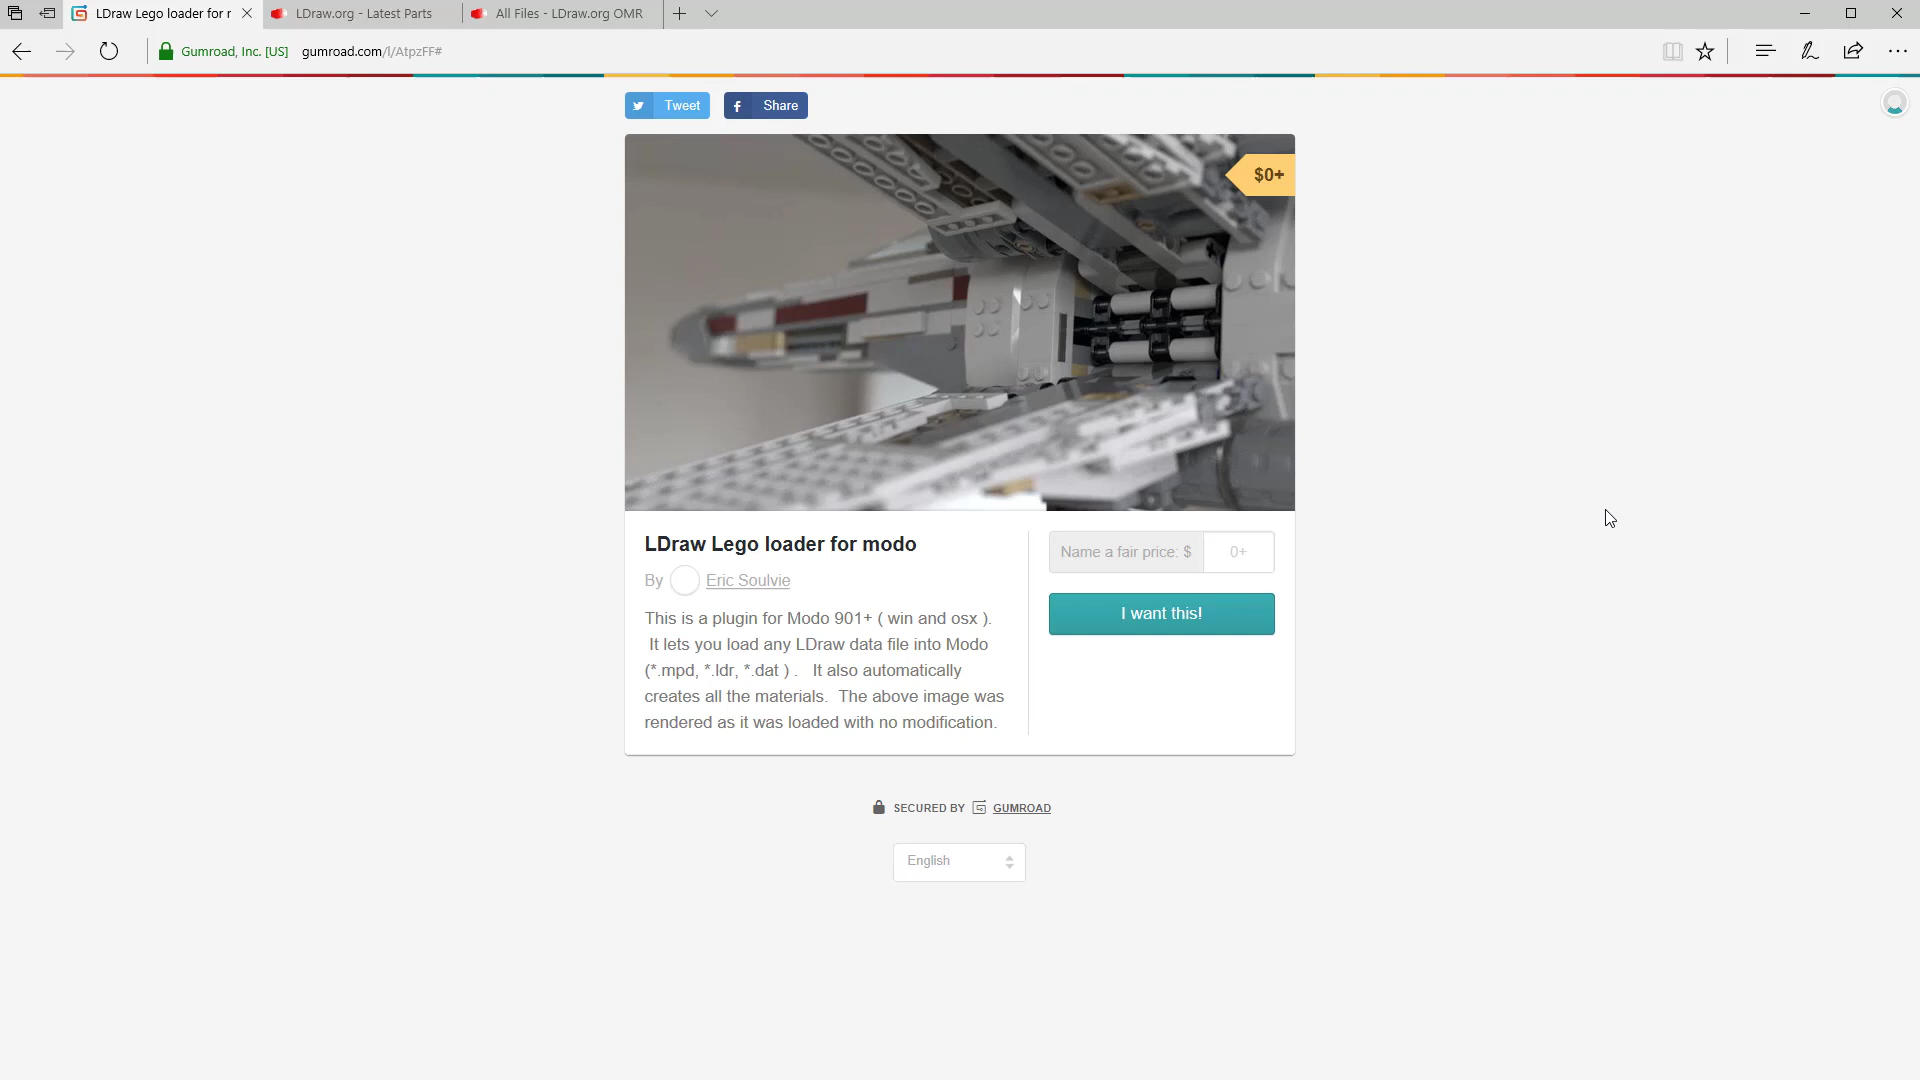 LDraw Lego loader for r
LDraw.org - Latest Parts
All Files - LDraw.org OMR
Gumroad, Inc. [US]
gumroad.com/l/AtpzFF#
Tweet
Share
$0+
LDraw Lego loader for modo
By Eric Soulvie
This is a plugin for Modo 901+ ( win and osx ).
It lets you load any LDraw data file into Modo
(*.mpd, *.ldr, *.dat ) .   It also automatically
creates all the materials.  The above image was
rendered as it was loaded with no modification.
Name a fair price: $
0+
I want this!
SECURED BY GUMROAD
English